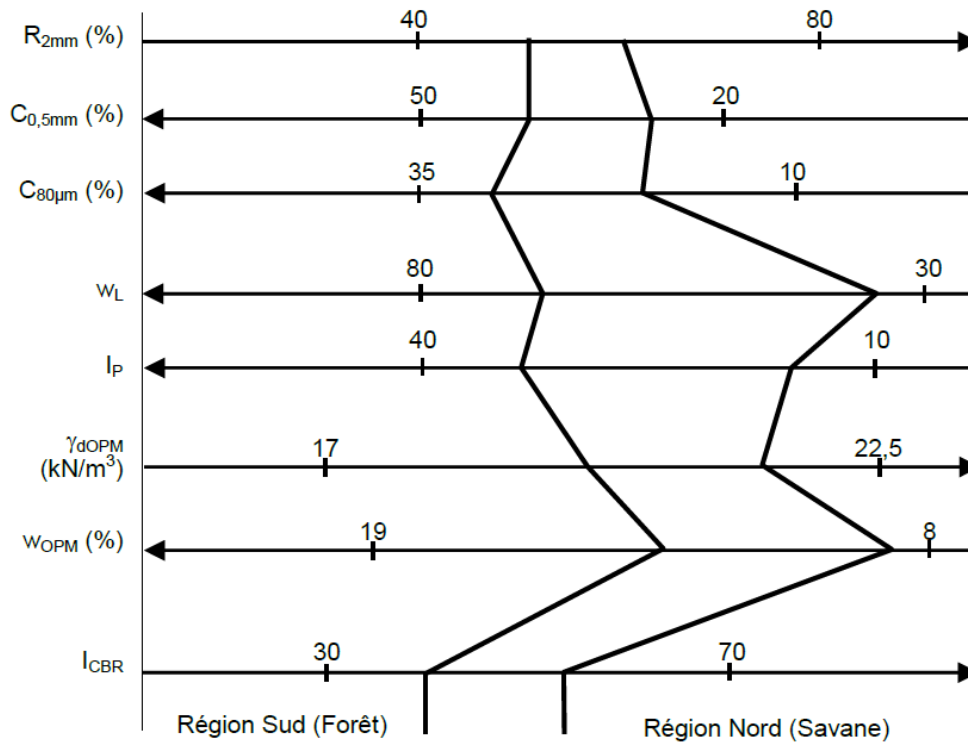 40 80
R2mm (%)
50 20
C0,5mm (%)
35 10
C80µm (%)
80 30
wL
40 10
IP
γdOPM
(kN/m³)
17 22,5
19 8
wOPM (%)
30 70
ICBR
Région Sud (Forêt) Région Nord (Savane)